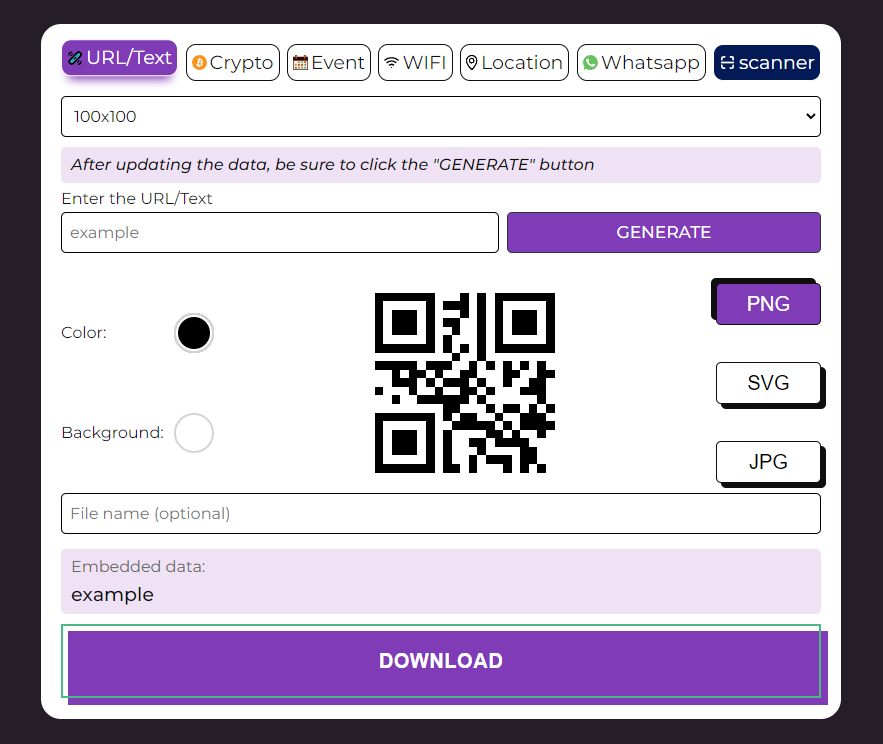 URL/Text Crypto Event WIFI Location Whatsapp scanner
100x100
After updating the data, be sure to click the "GENERATE" button
Enter the URL/Text
example GENERATE
PNG
Color:
SVG
Background:
JPG
File name (optional)
Embedded data:
example
DOWNLOAD